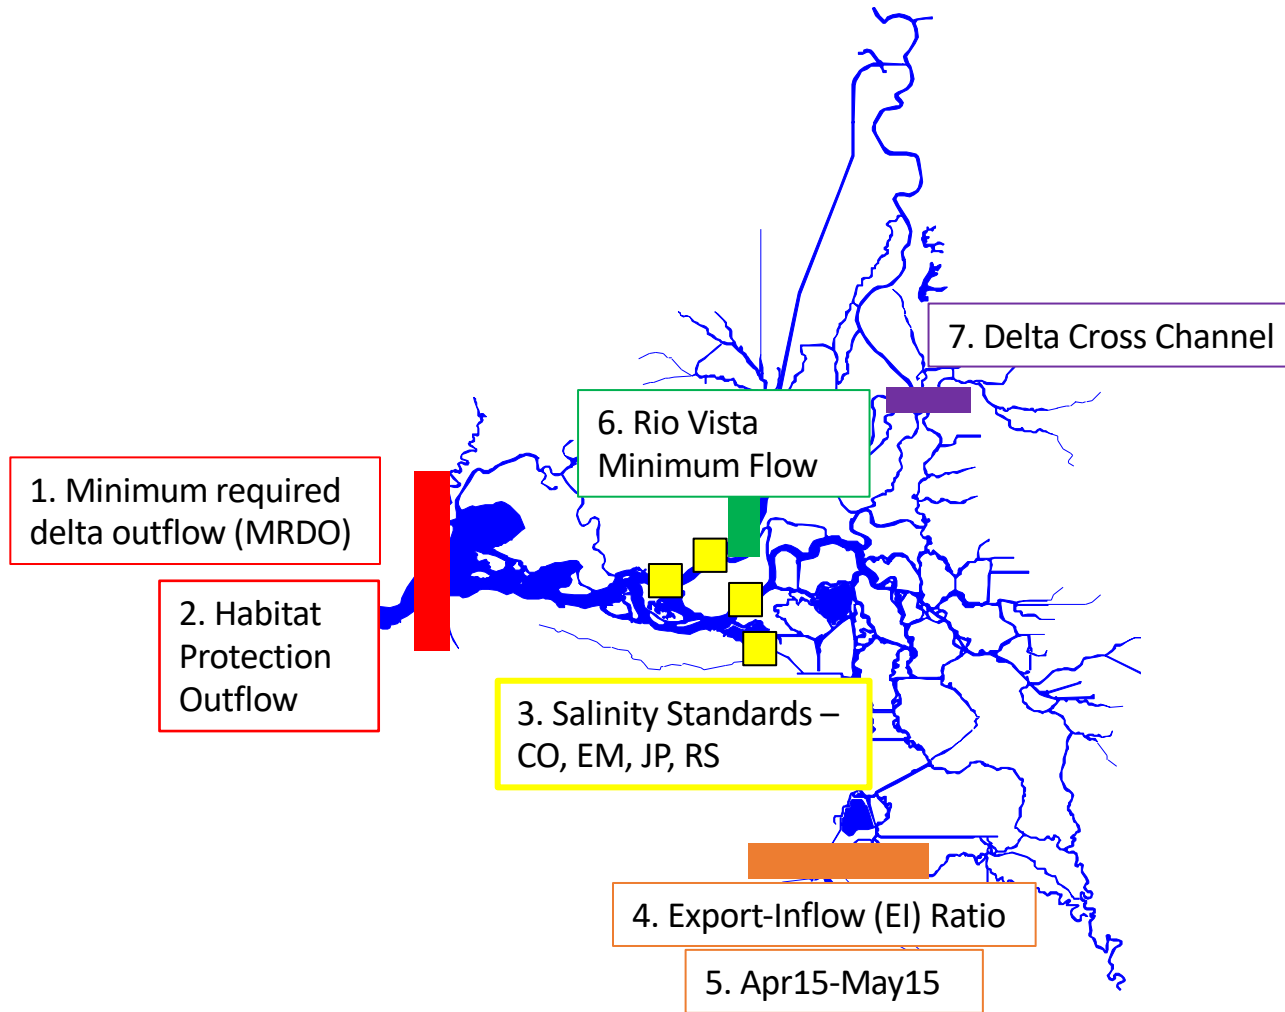 7. Delta Cross Channel
6. Rio Vista
Minimum Flow
1. Minimum required
delta outflow (MRDO)
2. Habitat
Protection
Outflow
3. Salinity Standards –
CO, EM, JP, RS
4. Export-Inflow (EI) Ratio
5. Apr15-May15